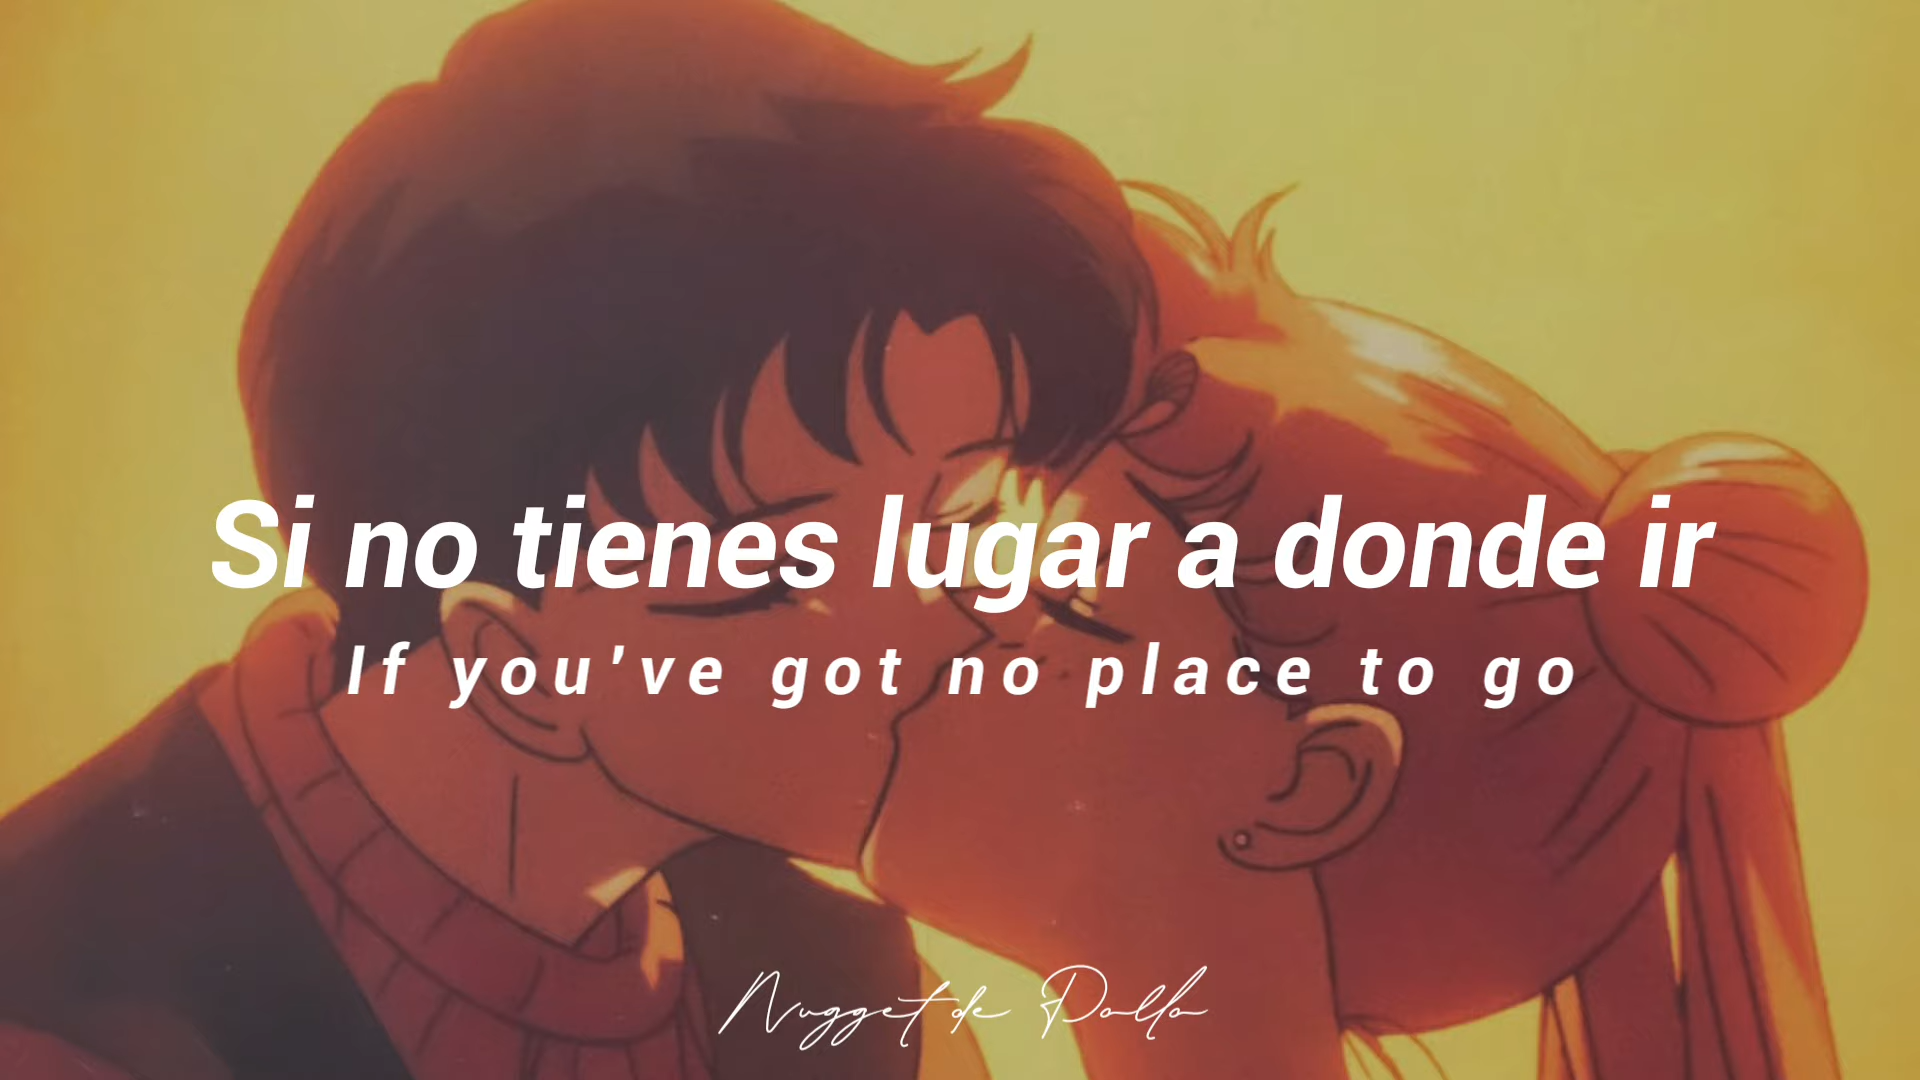 Si no tienes lugar a donde ir
If you've got no place to go
Nugget de Pollo